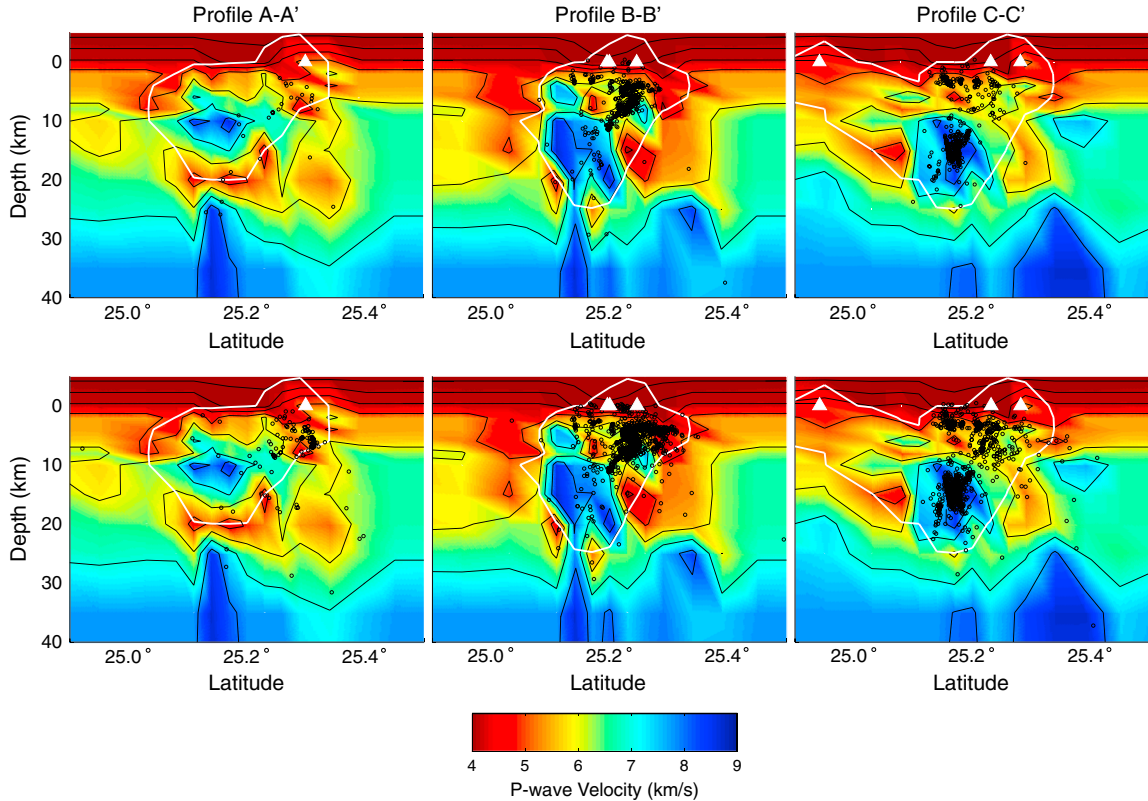 Profile A-A’ Profile B-B’ Profile C-C’
0
10
20
30
40
Depth (km)
25.0° 25.2° 25.4° 25.0° 25.2° 25.4° 25.0° 25.2° 25.4°
Latitude Latitude Latitude
0
10
20
30
40
Depth (km)
25.0° 25.2° 25.4° 25.0° 25.2° 25.4° 25.0° 25.2° 25.4°
Latitude Latitude Latitude
4 5 6 7 8 9
P-wave Velocity (km/s)